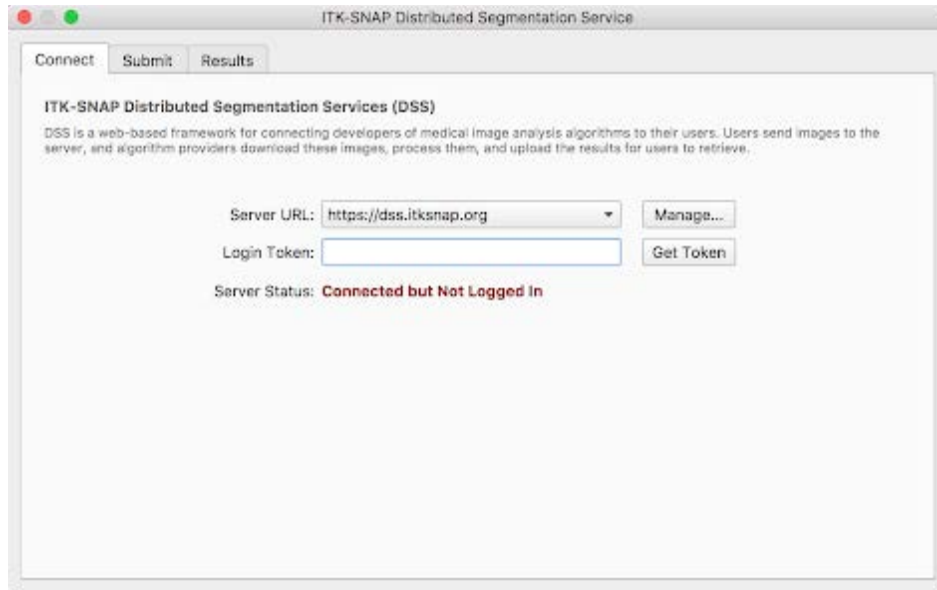 ITK-SNAP Distributed Segmentation Service
Connect Submit Results
ITK-SNAP Distributed Segmentation Services (DSS)
DSS is a web-based framework for connecting developers of medical image analysis algorithms to their users. Users send images to the
server, and algorithm providers download these images, process them, and upload the results for users to retrieve.
Server URL: https://dss.itksnap.org Manage...
Login Token: Get Token
Server Status: Connected but Not Logged In